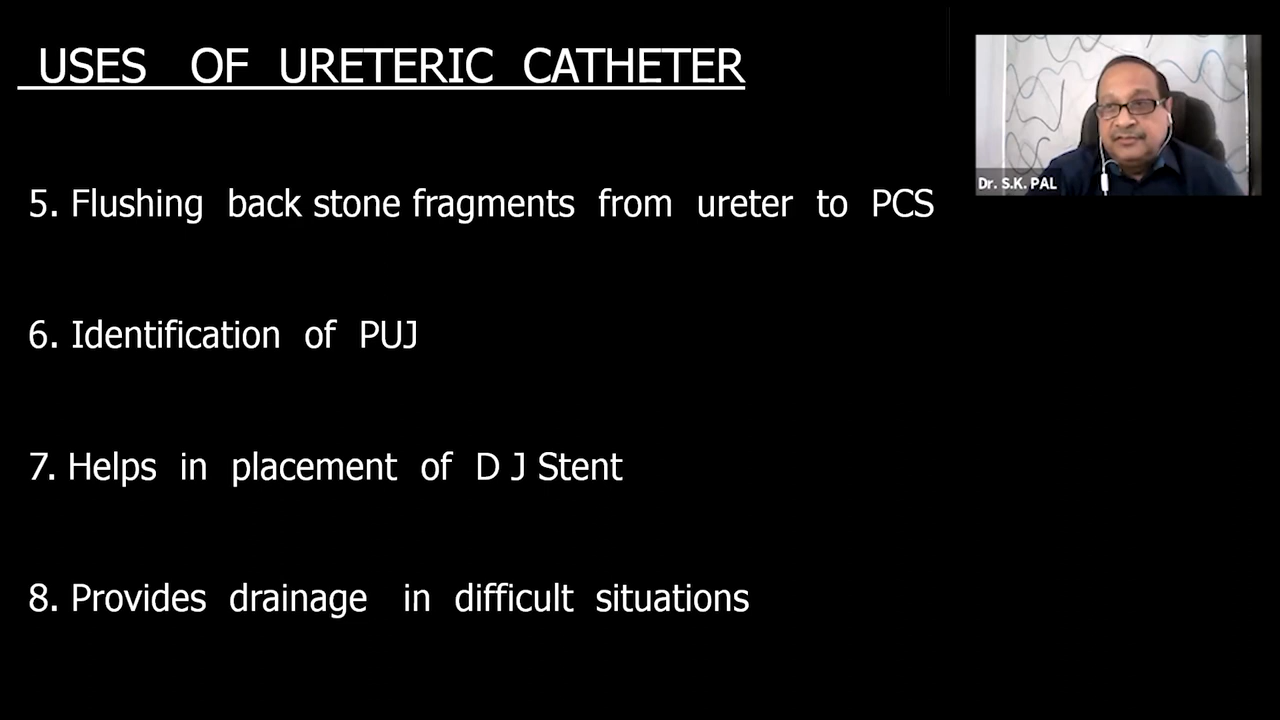 USES OF URETERIC CATHETER
Dr. S.K. PAL
5. Flushing back stone fragments from ureter to PCS
6. Identification of PUJ
7. Helps in placement of D J Stent
8. Provides drainage in difficult situations